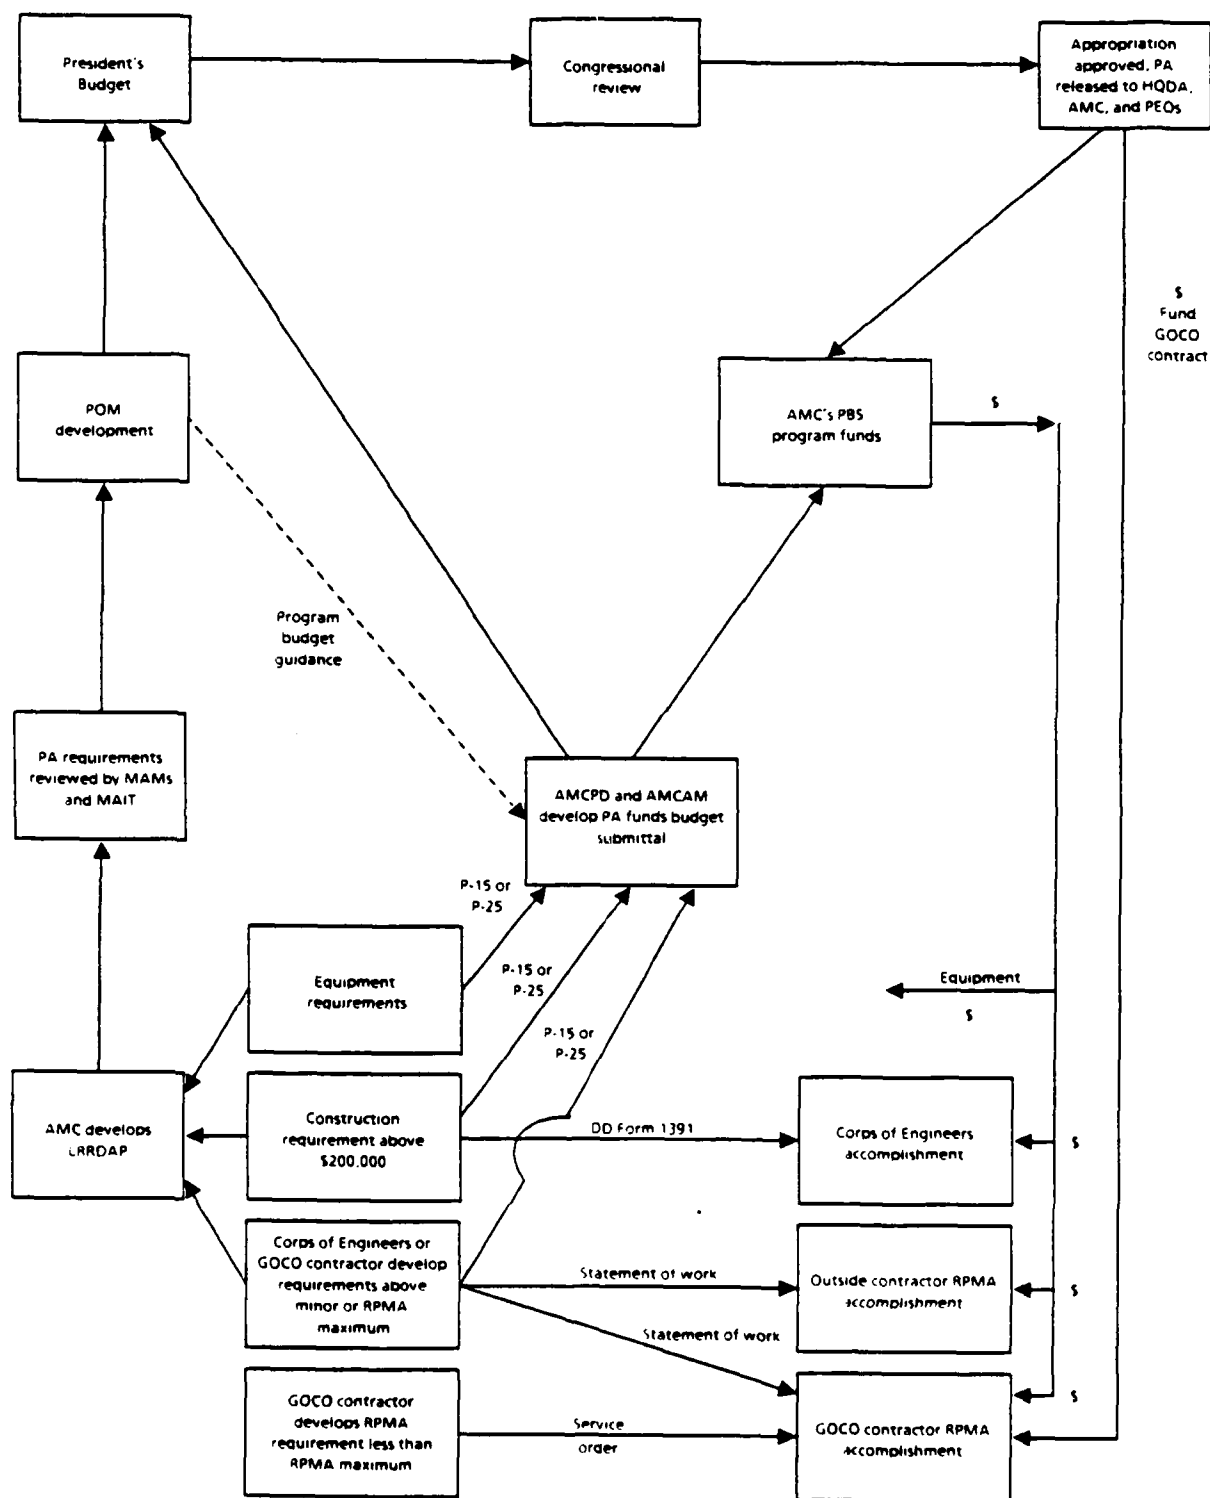 President's
Budget
Congressional
review
Appropriation
approved, PA
released to HQDA,
AMC, and PEOs
$
Fund
GOCO
contract
POM
development
AMC's PBS
program funds
$
Program
budget
guidance
PA requirements
reviewed by MAMs
and MAIT
AMCPD and AMCAM
develop PA funds budget
submittal
P-15 or
P-25
Equipment
requirements
P-15 or
P-25
Equipment
$
P-15 or
P-25
AMC develops
LRRDAP
Construction
requirement above
$200,000
DD Form 1391
Corps of Engineers
accomplishment
$
Corps of Engineers or
GOCO contractor develop
requirements above
minor or RPMA
maximum
Statement of work
Outside contractor RPMA
accomplishment
$
Statement of work
GOCO contractor
develops RPMA
requirement less than
RPMA maximum
Service
order
GOCO contractor RPMA
accomplishment
$